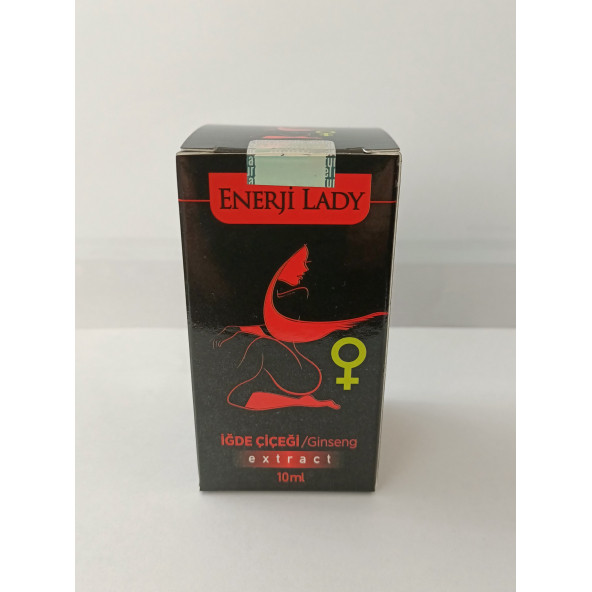 ENERJİ LADY
İĞDE ÇİÇEĞİ/Ginseng
extract
10ml